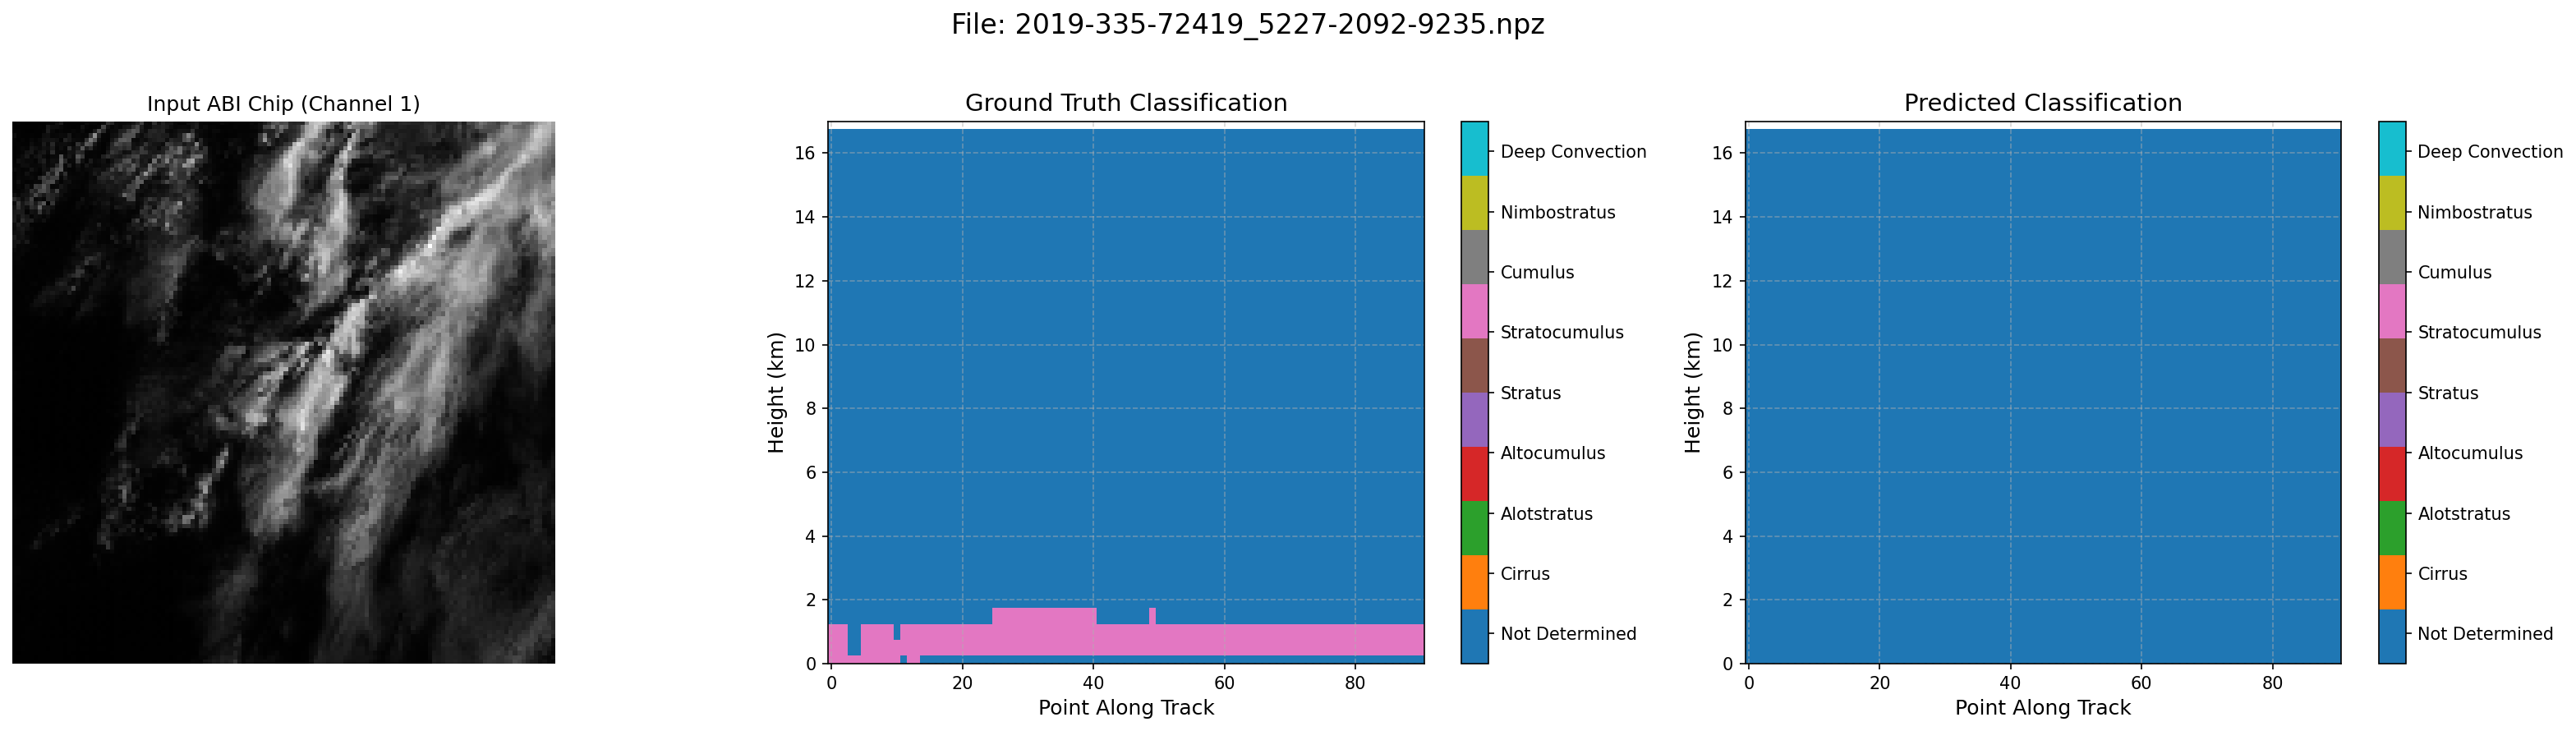 File: 2019-335-72419_5227-2092-9235.npz
Input ABI Chip (Channel 1)
Ground Truth Classification
Height (km)
16
14
12
10
8
6
4
2
0
0 20 40 60 80
Point Along Track
Deep Convection
Nimbostratus
Cumulus
Stratocumulus
Stratus
Altocumulus
Alotstratus
Cirrus
Not Determined
Predicted Classification
Height (km)
16
14
12
10
8
6
4
2
0
0 20 40 60 80
Point Along Track
Deep Convection
Nimbostratus
Cumulus
Stratocumulus
Stratus
Altocumulus
Alotstratus
Cirrus
Not Determined